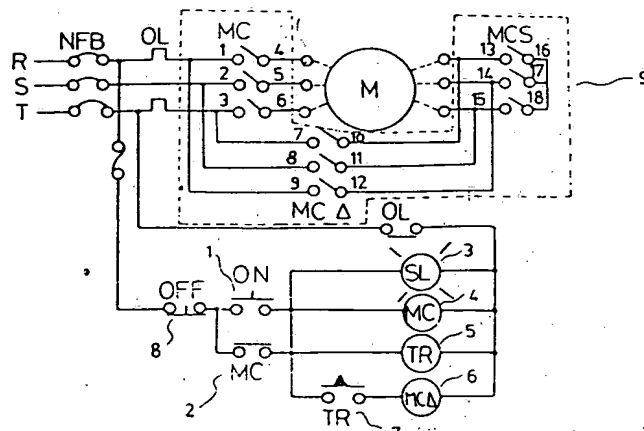 NFB OL MC MCS
R 1 4 13 16
S 2 5 M 14 17 9
T 3 6 15 18
7 10
8 11
9 12
MC Δ
OL
1 ON SL 3
OFF MC 4
8 MC TR 5
2 TR MCΔ 6
7